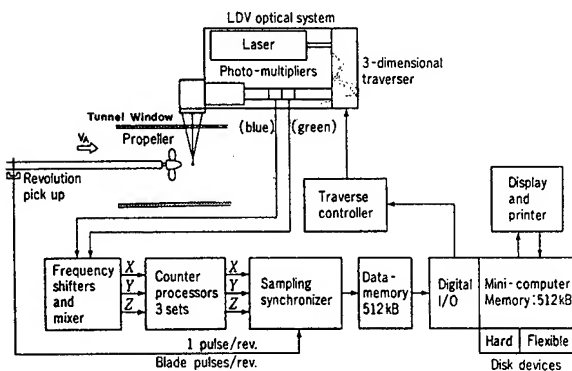 LDV optical system
Laser
Photo-multipliers
3-dimensional
traverser
Tunnel Window
Propeller
(blue)
(green)
VA
Revolution
pick up
Traverse
controller
Display
and
printer
Frequency
shifters
and
mixer
X
Y
Z
Counter
processors
3 sets
X
Y
Z
Sampling
synchronizer
Data-
memory
512kB
Digital
I/O
Mini-computer
Memory:512kB
Hard
Flexible
Disk devices
1 pulse/rev.
Blade pulses/rev.